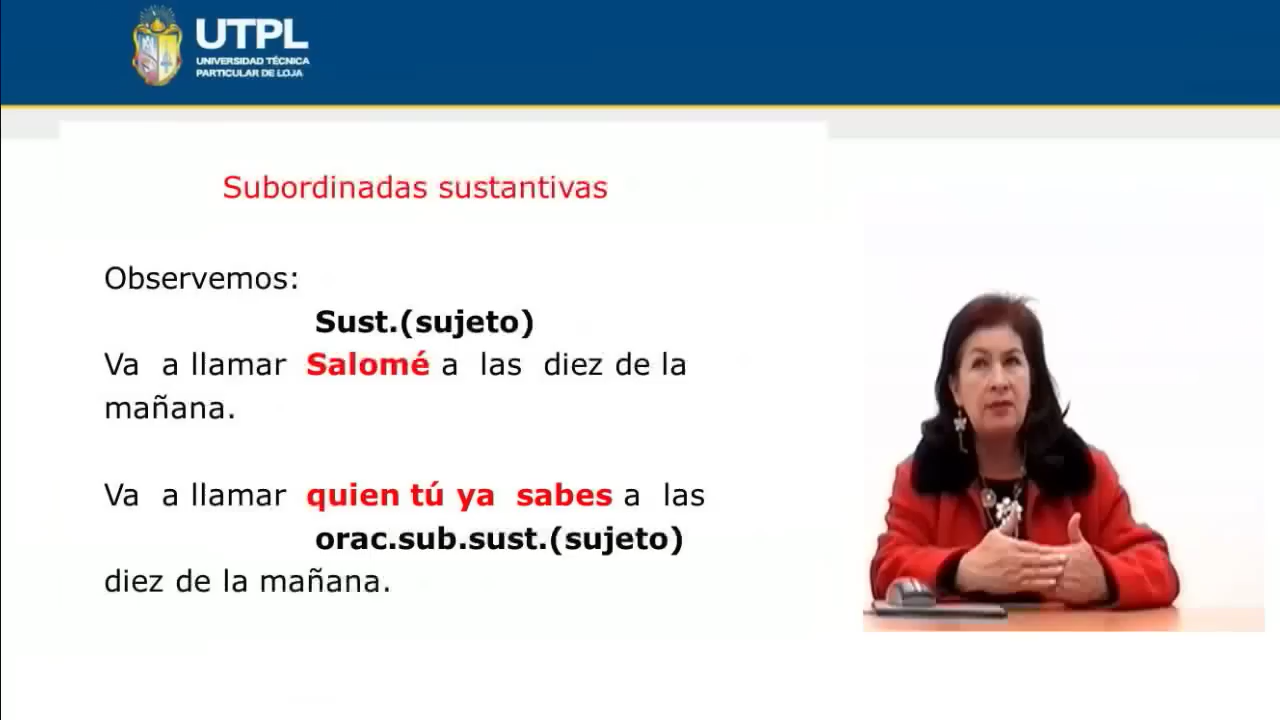 UTPL
UNIVERSIDAD TÉCNICA
PARTICULAR DE LOJA
Subordinadas sustantivas
Observemos:
Sust.(sujeto)
Va a llamar Salomé a las diez de la
mañana.
Va a llamar quien tú ya sabes a las
orac.sub.sust.(sujeto)
diez de la mañana.